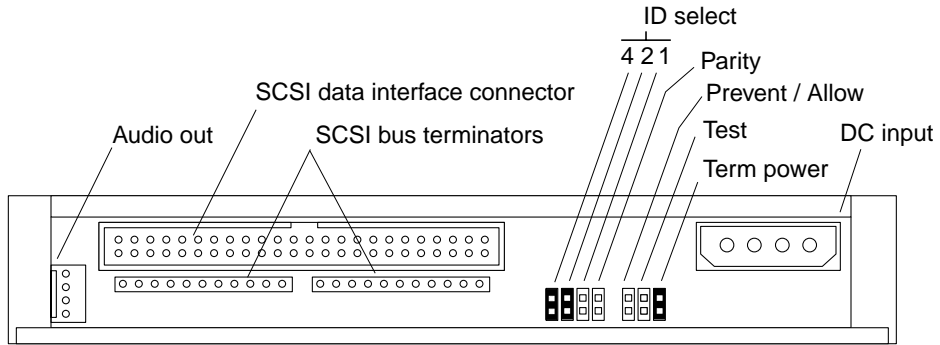 ID select
4 2 1
Parity
SCSI data interface connector
Prevent / Allow
Audio out
SCSI bus terminators
Test
DC input
Term power